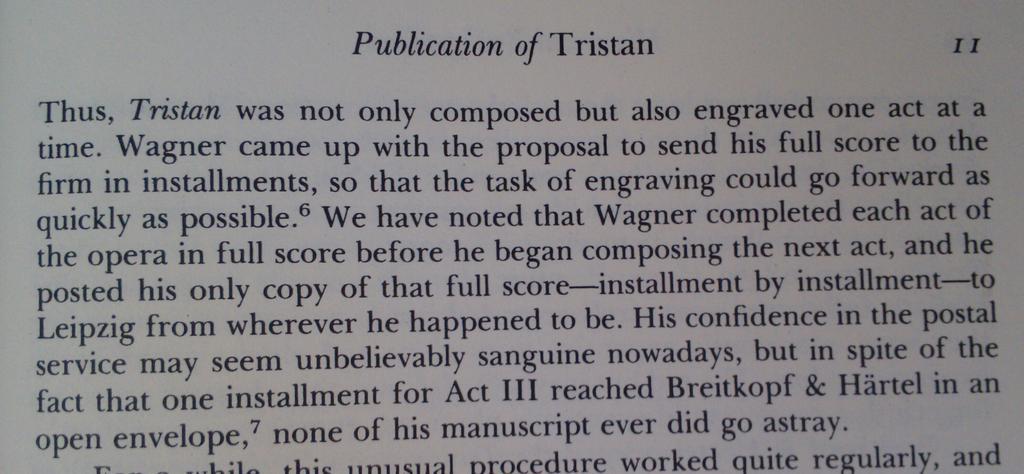 Publication of Tristan 11
Thus, Tristan was not only composed but also engraved one act at a
time. Wagner came up with the proposal to send his full score to the
firm in installments, so that the task of engraving could go forward as
quickly as possible.⁶ We have noted that Wagner completed each act of
the opera in full score before he began composing the next act, and he
posted his only copy of that full score—installment by installment—to
Leipzig from wherever he happened to be. His confidence in the postal
service may seem unbelievably sanguine nowadays, but in spite of the
fact that one installment for Act III reached Breitkopf & Härtel in an
open envelope,⁷ none of his manuscript ever did go astray.
For a while, this unusual procedure worked quite regularly, and